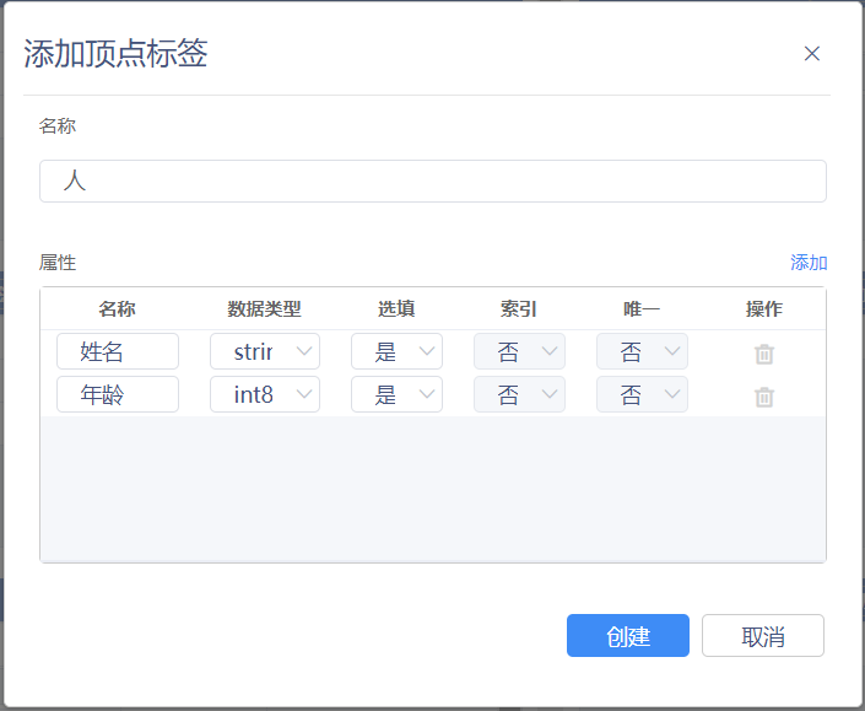 添加顶点标签
名称
人
属性 添加
名称 数据类型 选填 索引 唯一 操作
姓名 strin 是 否 否
年龄 int8 是 否 否
创建 取消